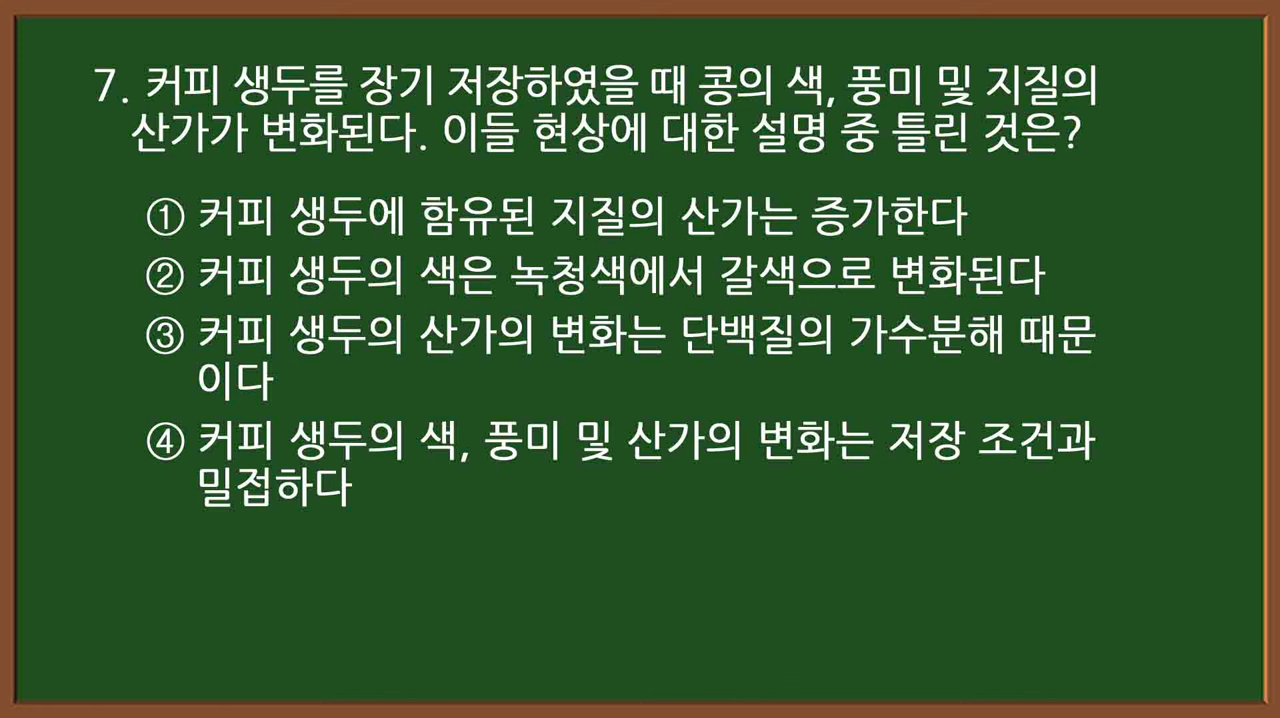 7. 커피 생두를 장기 저장하였을 때 콩의 색, 풍미 및 지질의
산가가 변화된다. 이들 현상에 대한 설명 중 틀린 것은?
① 커피 생두에 함유된 지질의 산가는 증가한다
② 커피 생두의 색은 녹청색에서 갈색으로 변화된다
③ 커피 생두의 산가의 변화는 단백질의 가수분해 때문
이다
④ 커피 생두의 색, 풍미 및 산가의 변화는 저장 조건과
밀접하다